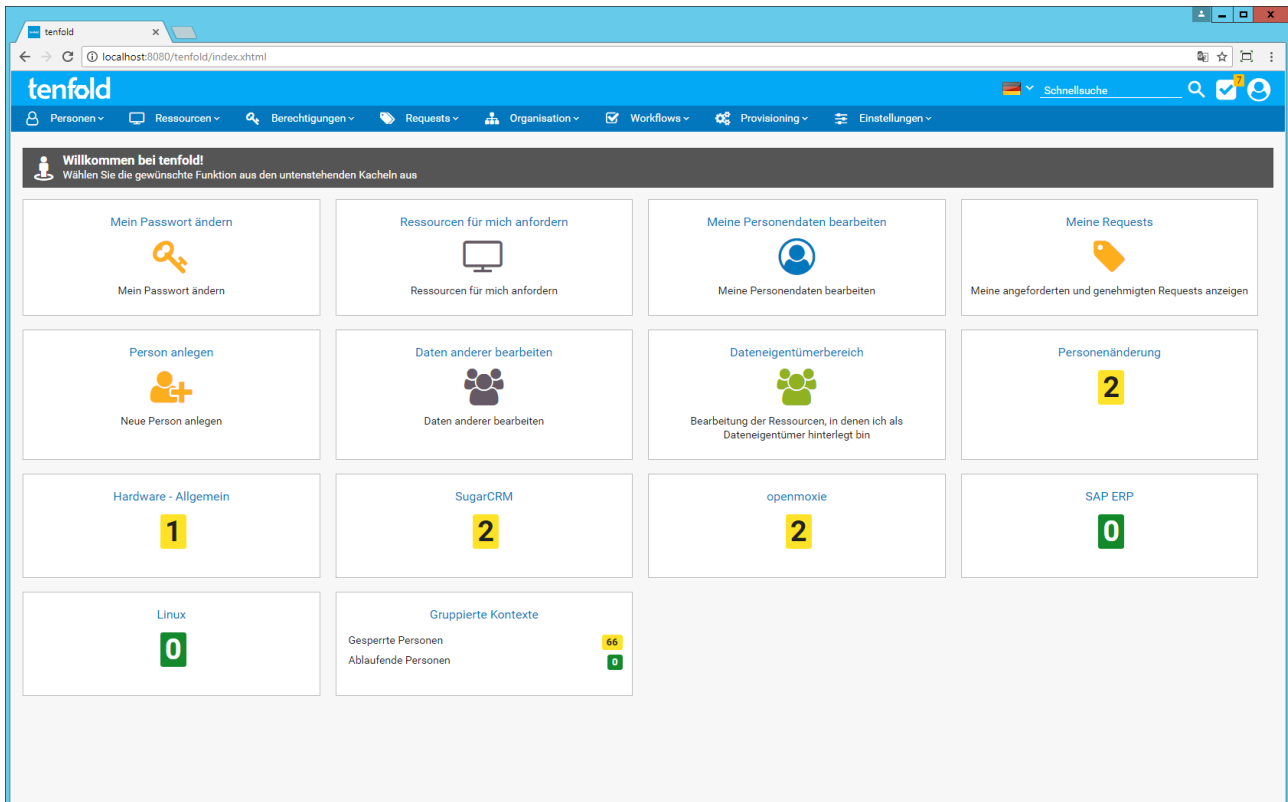 tenfold
localhost:8080/tenfold/index.xhtml
tenfold
Schnellsuche
7
Personen Ressourcen Berechtigungen Requests Organisation Workflows Provisioning Einstellungen
Willkommen bei tenfold!
Wählen Sie die gewünschte Funktion aus den untenstehenden Kacheln aus
Mein Passwort ändern
Mein Passwort ändern
Ressourcen für mich anfordern
Ressourcen für mich anfordern
Meine Personendaten bearbeiten
Meine Personendaten bearbeiten
Meine Requests
Meine angeforderten und genehmigten Requests anzeigen
Person anlegen
Neue Person anlegen
Daten anderer bearbeiten
Daten anderer bearbeiten
Dateneigentümerbereich
Bearbeitung der Ressourcen, in denen ich als
Dateneigentümer hinterlegt bin
Personenänderung
2
Hardware - Allgemein
1
SugarCRM
2
openmoxie
2
SAP ERP
0
Linux
0
Gruppierte Kontexte
Gesperrte Personen 66
Ablaufende Personen 0